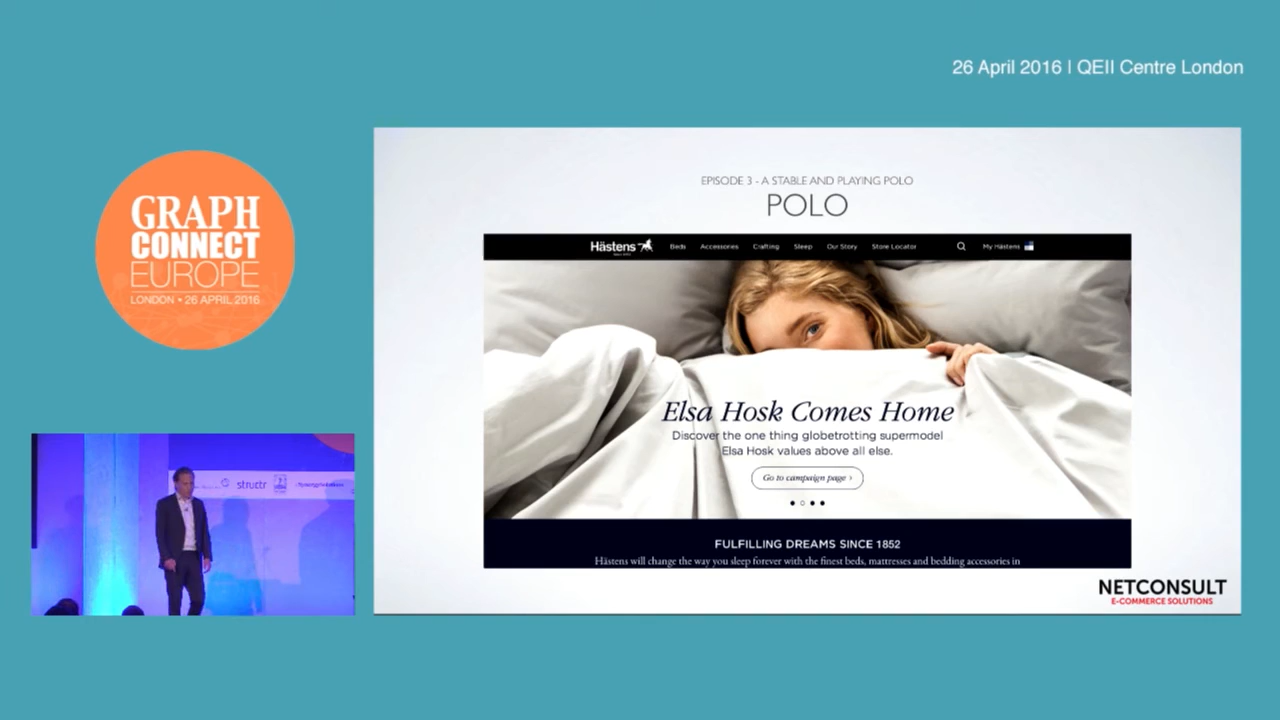 26 April 2016 | QEII Centre London
GRAPH
CONNECT
EUROPE
LONDON • 26 APRIL 2016
EPISODE 3 - A STABLE AND PLAYING POLO
POLO
Hästens
Beds Accessories Crafting Sleep Our Story Store Locator My Hästens
Elsa Hosk Comes Home
Discover the one thing globetrotting supermodel
Elsa Hosk values above all else.
Go to campaign page ›
FULFILLING DREAMS SINCE 1852
Hästens will change the way you sleep forever with the finest beds, mattresses and bedding accessories in
NETCONSULT
E-COMMERCE SOLUTIONS
structr